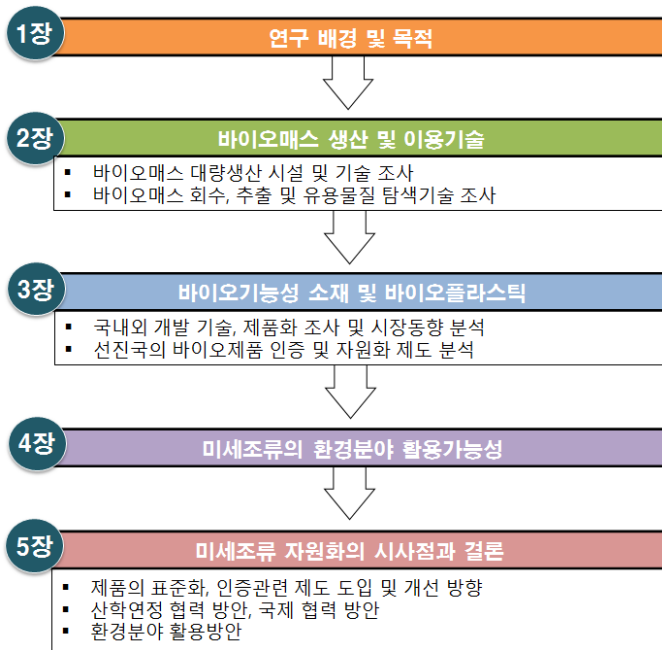 1장
연구 배경 및 목적
2장
바이오매스 생산 및 이용기술
▪ 바이오매스 대량생산 시설 및 기술 조사
▪ 바이오매스 회수, 추출 및 유용물질 탐색기술 조사
3장
바이오기능성 소재 및 바이오플라스틱
▪ 국내외 개발 기술, 제품화 조사 및 시장동향 분석
▪ 선진국의 바이오제품 인증 및 자원화 제도 분석
4장
미세조류의 환경분야 활용가능성
5장
미세조류 자원화의 시사점과 결론
▪ 제품의 표준화, 인증관련 제도 도입 및 개선 방향
▪ 산학연정 협력 방안, 국제 협력 방안
▪ 환경분야 활용방안